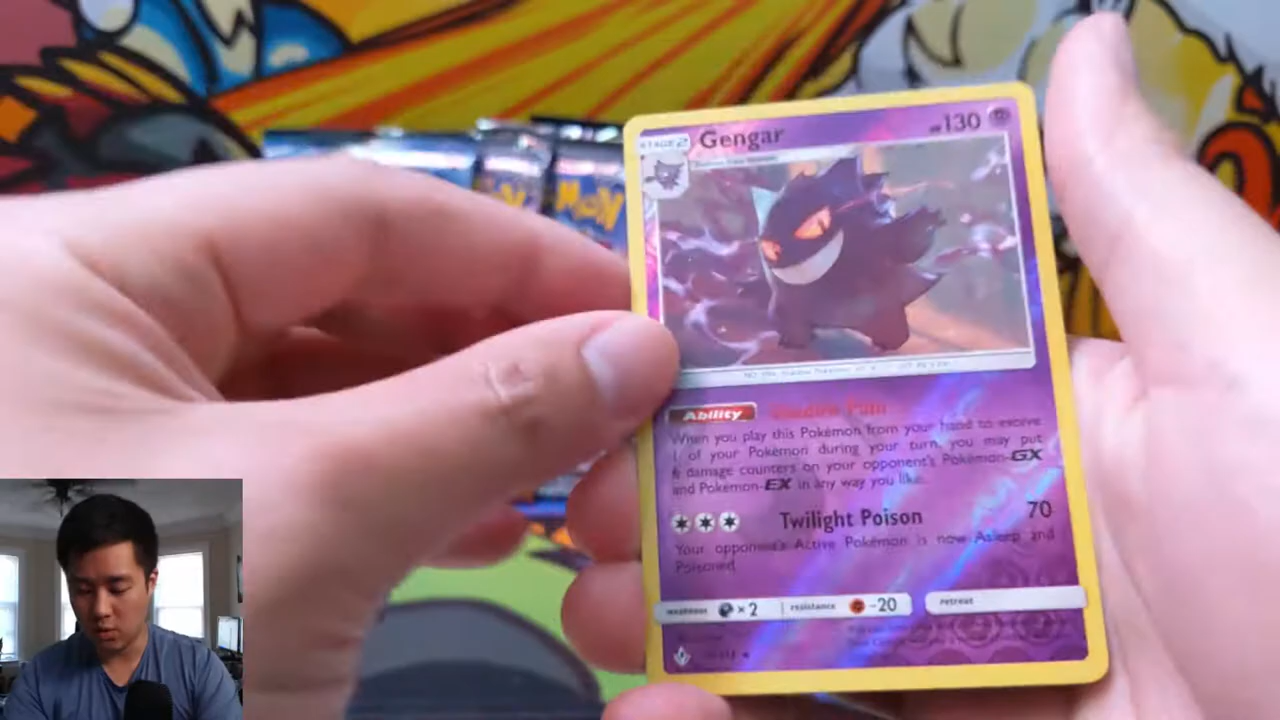 STAGE 2
Gengar
130
Ability
When you play this Pokémon from your hand to evolve
1 of your Pokémon during your turn, you may put
damage counters on your opponent's Pokémon-GX
and Pokémon-EX in any way you like.
Twilight Poison 70
Your opponent's Active Pokémon is now Asleep and
Poisoned.
weakness ×2 resistance -20 retreat